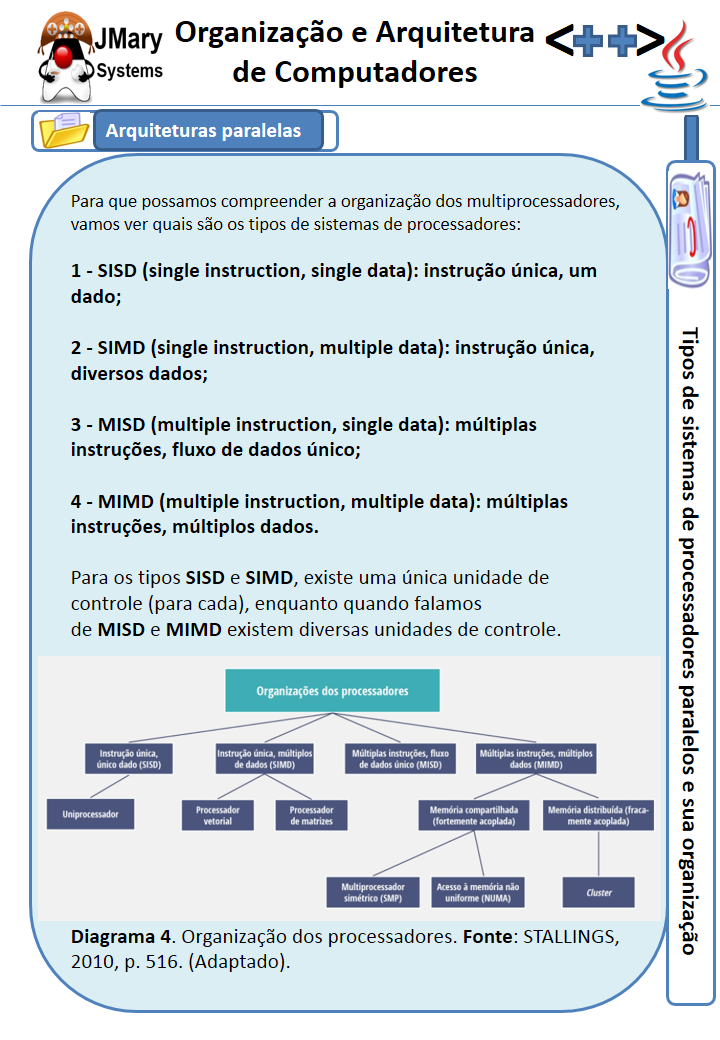 JMary
Systems
Organização e Arquitetura
de Computadores
<++>
Arquiteturas paralelas
Para que possamos compreender a organização dos multiprocessadores,
vamos ver quais são os tipos de sistemas de processadores:
1 - SISD (single instruction, single data): instrução única, um
dado;
2 - SIMD (single instruction, multiple data): instrução única,
diversos dados;
3 - MISD (multiple instruction, single data): múltiplas
instruções, fluxo de dados único;
4 - MIMD (multiple instruction, multiple data): múltiplas
instruções, múltiplos dados.
Para os tipos SISD e SIMD, existe uma única unidade de
controle (para cada), enquanto quando falamos
de MISD e MIMD existem diversas unidades de controle.
Organizações dos processadores
Instrução única,
único dado (SISD)
Instrução única, múltiplos
de dados (SIMD)
Múltiplas instruções, fluxo
de dados único (MISD)
Múltiplas instruções, múltiplos
dados (MIMD)
Uniprocessador
Processador
vetorial
Processador
de matrizes
Memória compartilhada
(fortemente acoplada)
Memória distribuída (fraca-
mente acoplada)
Multiprocessador
simétrico (SMP)
Acesso à memória não
uniforme (NUMA)
Cluster
Diagrama 4. Organização dos processadores. Fonte: STALLINGS,
2010, p. 516. (Adaptado).
Tipos de sistemas de processadores paralelos e sua organização